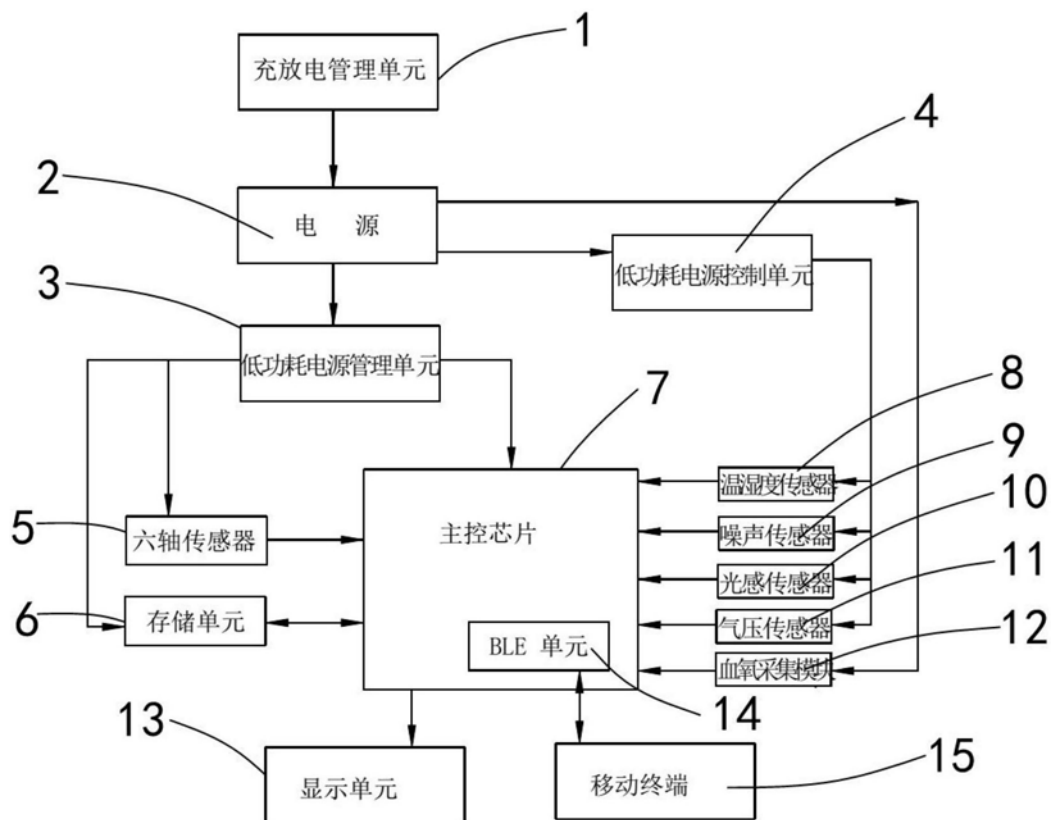 充放电管理单元
1
2
电 源
4
低功耗电源控制单元
3
低功耗电源管理单元
7
8
温湿度传感器
9
主控芯片
噪声传感器
10
5
六轴传感器
光感传感器
11
6
存储单元
气压传感器
12
BLE 单元
血氧采集模块
14
13
显示单元
移动终端
15